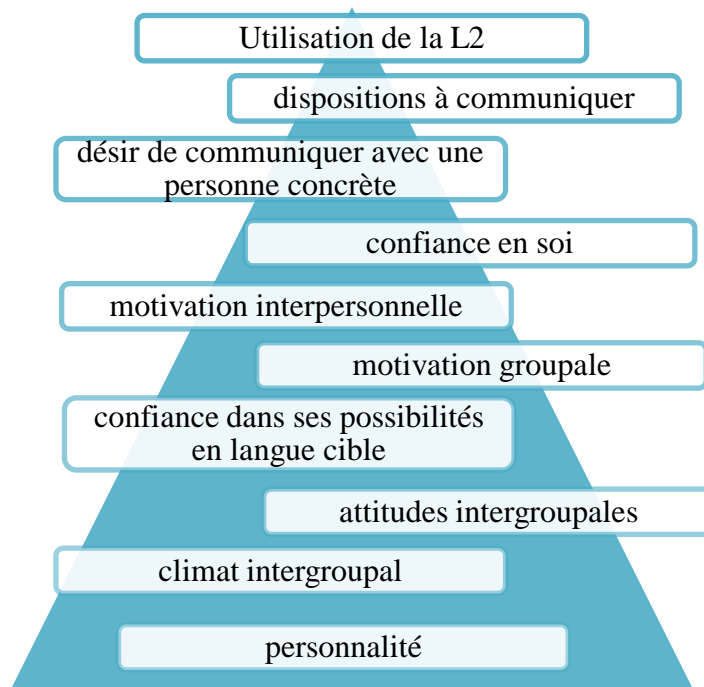 Utilisation de la L2
dispositions à communiquer
désir de communiquer avec une
personne concrète
confiance en soi
motivation interpersonnelle
motivation groupale
confiance dans ses possibilités
en langue cible
attitudes intergroupales
climat intergroupal
personnalité